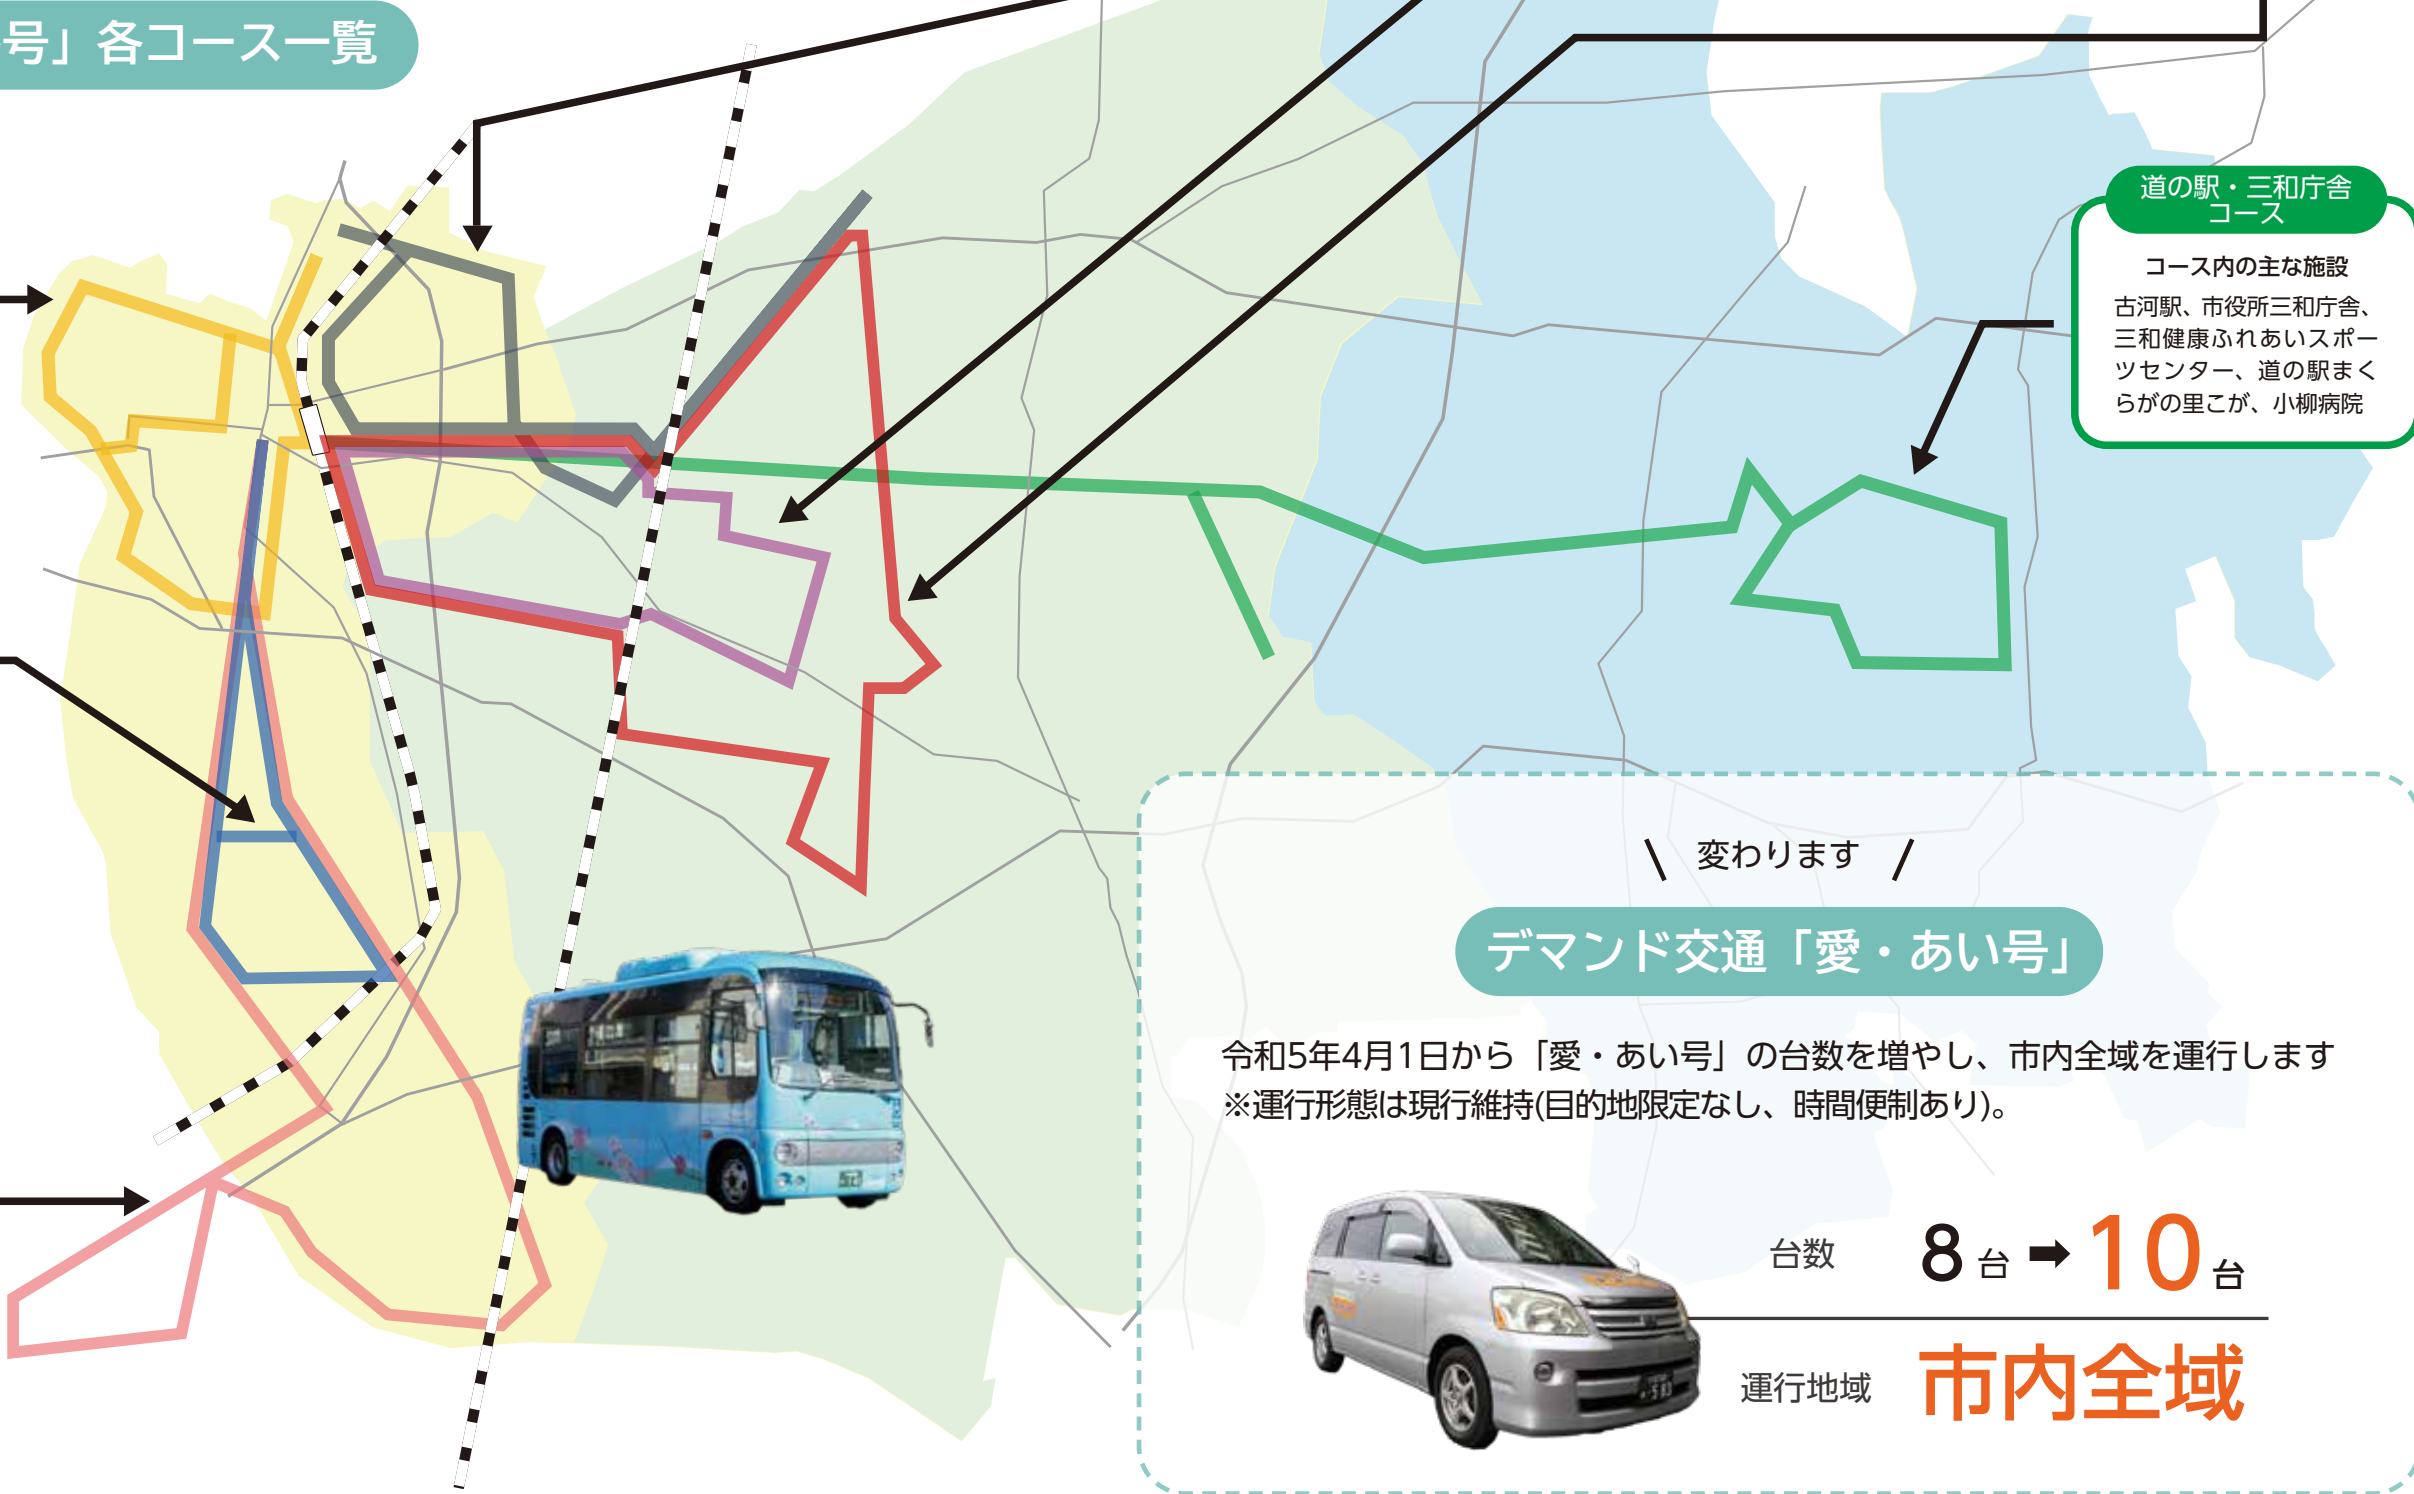 号」各コース一覧
道の駅・三和庁舎
コース
コース内の主な施設
古河駅、市役所三和庁舎、
三和健康ふれあいスポー
ツセンター、道の駅まく
らがの里こが、小柳病院
変わります
デマンド交通「愛・あい号」
令和5年4月1日から「愛・あい号」の台数を増やし、市内全域を運行します
※運行形態は現行維持(目的地限定なし、時間便制あり)。
台数 8台➡10台
運行地域 市内全域